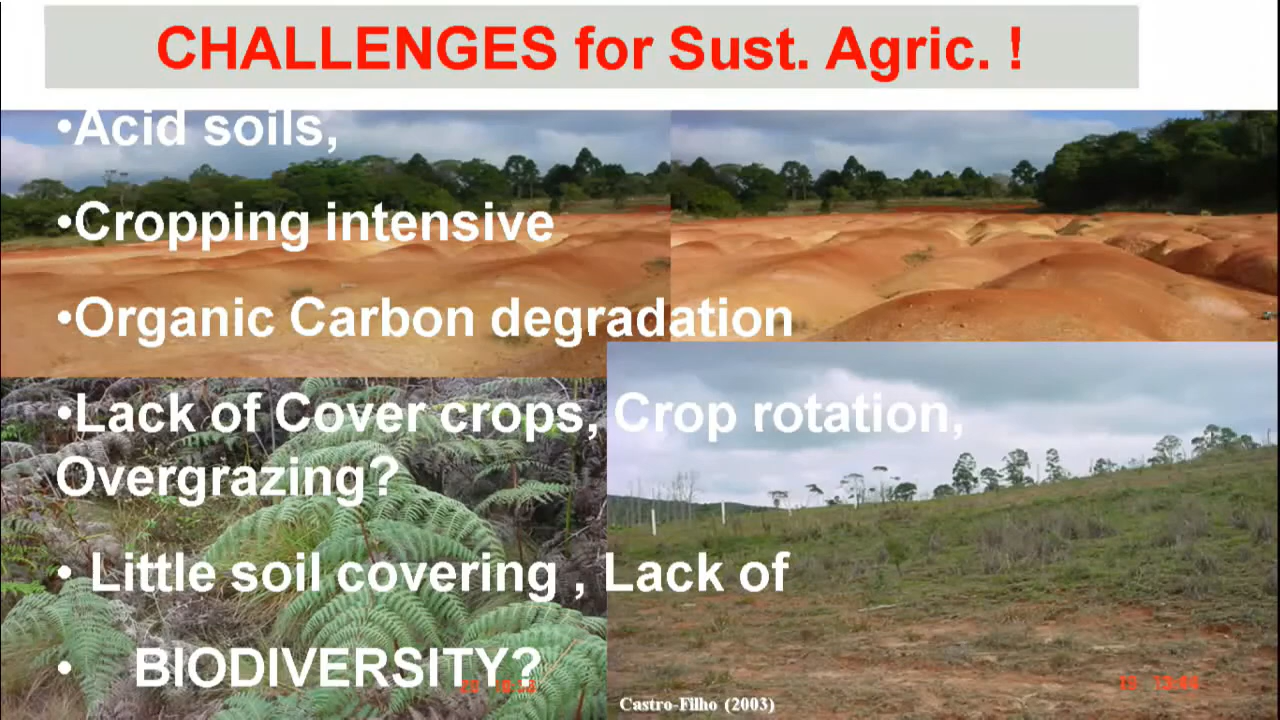 CHALLENGES for Sust. Agric. !
•Acid soils,
•Cropping intensive
•Organic Carbon degradation
•Lack of Cover crops, Crop rotation,
Overgrazing?
• Little soil covering , Lack of
• BIODIVERSITY?
Castro-Filho (2003)